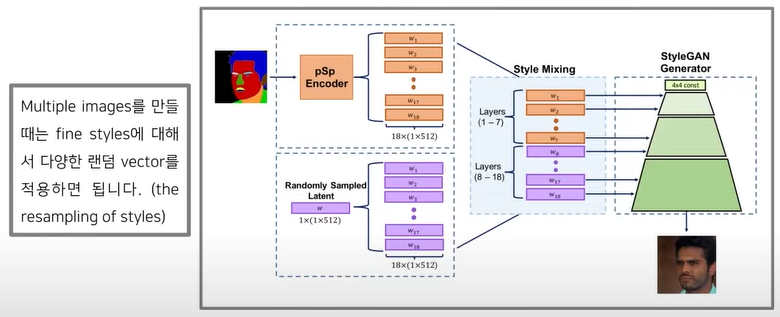 Multiple images를 만들
때는 fine styles에 대해
서 다양한 랜덤 vector를
적용하면 됩니다. (the
resampling of styles)
pSp
Encoder
w₁
w₂
w₃
w₁₇
w₁₈
18×(1×512)
Randomly Sampled
Latent
w
1×(1×512)
w₁
w₂
w₃
w₁₇
w₁₈
18×(1×512)
Style Mixing
Layers
(1 – 7)
w₁
w₂
w₇
Layers
(8 – 18)
w₈
w₁₇
w₁₈
StyleGAN
Generator
4x4 const